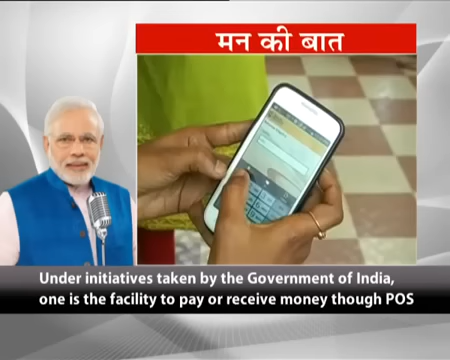 मन की बात
Under initiatives taken by the Government of India,
one is the facility to pay or receive money though POS